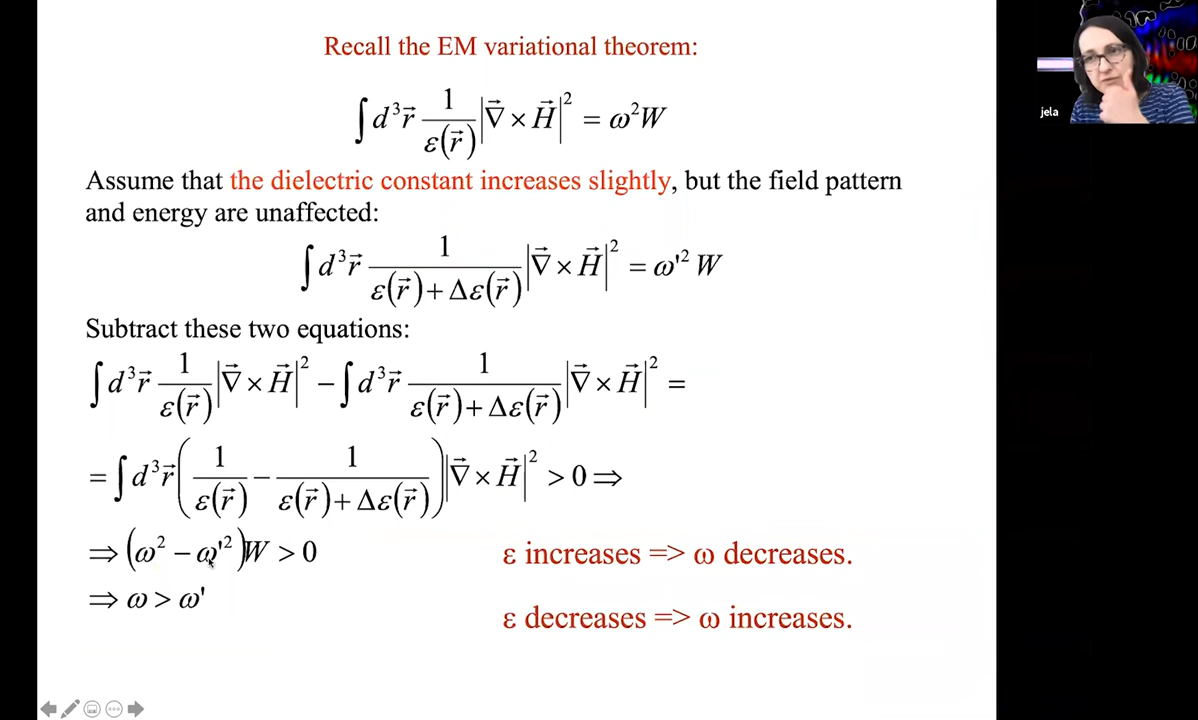 Recall the EM variational theorem:
∫d³r⃗ 1/ε(r⃗) |∇⃗ × H⃗|² = ω²W
Assume that the dielectric constant increases slightly, but the field pattern
and energy are unaffected:
∫d³r⃗ 1/(ε(r⃗) + Δε(r⃗)) |∇⃗ × H⃗|² = ω'² W
Subtract these two equations:
∫d³r⃗ 1/ε(r⃗) |∇⃗ × H⃗|² − ∫d³r⃗ 1/(ε(r⃗) + Δε(r⃗)) |∇⃗ × H⃗|² =
= ∫d³r⃗ (1/ε(r⃗) − 1/(ε(r⃗) + Δε(r⃗))) |∇⃗ × H⃗|² > 0 ⇒
⇒ (ω² − ω'²)W > 0
⇒ ω > ω'
ε increases => ω decreases.
ε decreases => ω increases.
jela